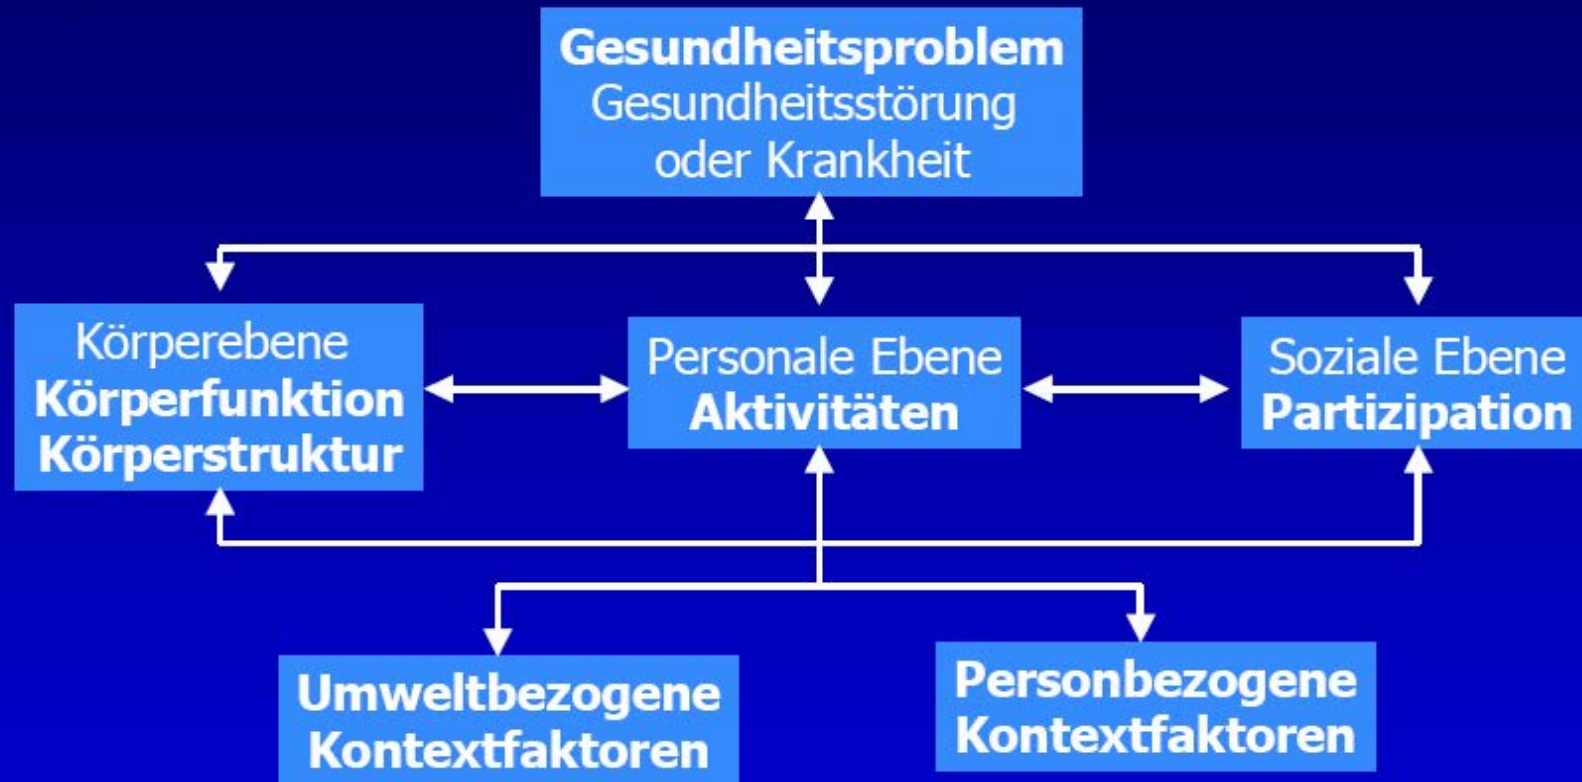 Gesundheitsproblem
Gesundheitsstörung
oder Krankheit
Körperebene
Körperfunktion
Körperstruktur
Personale Ebene
Aktivitäten
Soziale Ebene
Partizipation
Umweltbezogene
Kontextfaktoren
Personbezogene
Kontextfaktoren